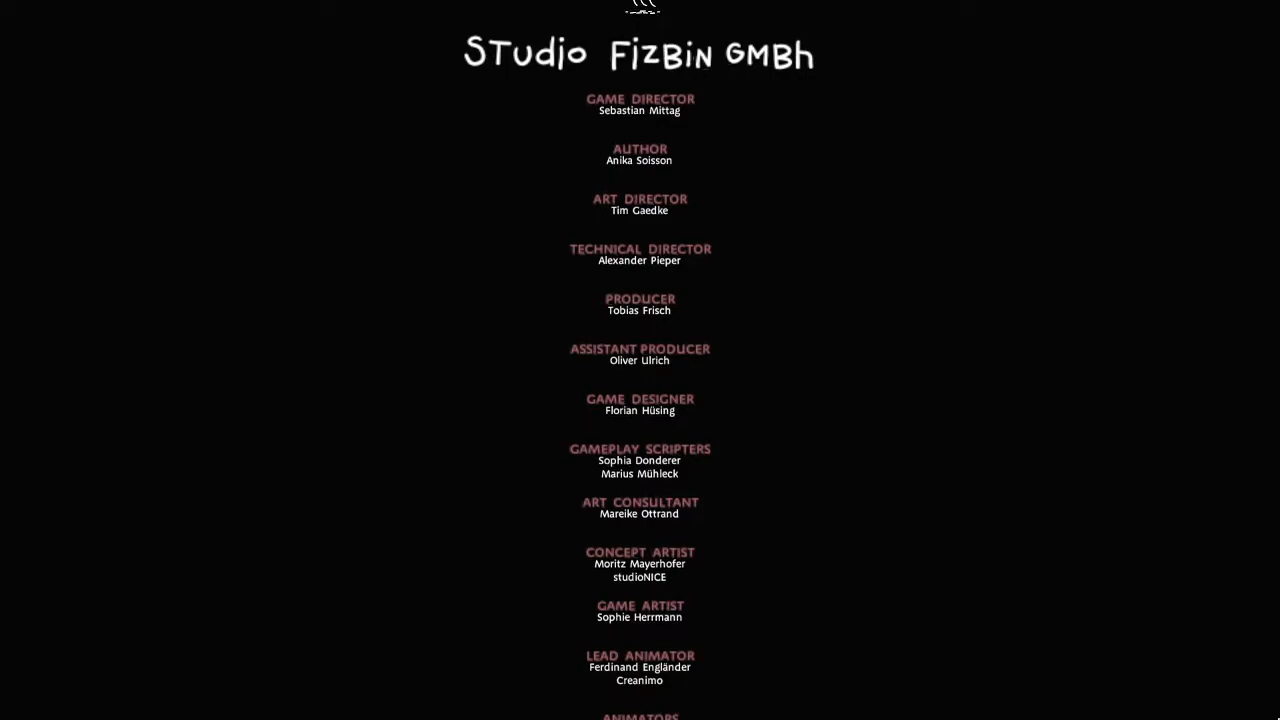 STudio FizBiN GMBh
GAME DIRECTOR
Sebastian Mittag
AUTHOR
Anika Soisson
ART DIRECTOR
Tim Gaedke
TECHNICAL DIRECTOR
Alexander Pieper
PRODUCER
Tobias Frisch
ASSISTANT PRODUCER
Oliver Ulrich
GAME DESIGNER
Florian Hüsing
GAMEPLAY SCRIPTERS
Sophia Donderer
Marius Mühleck
ART CONSULTANT
Mareike Ottrand
CONCEPT ARTIST
Moritz Mayerhofer
studioNICE
GAME ARTIST
Sophie Herrmann
LEAD ANIMATOR
Ferdinand Engländer
Creanimo
ANIMATORS